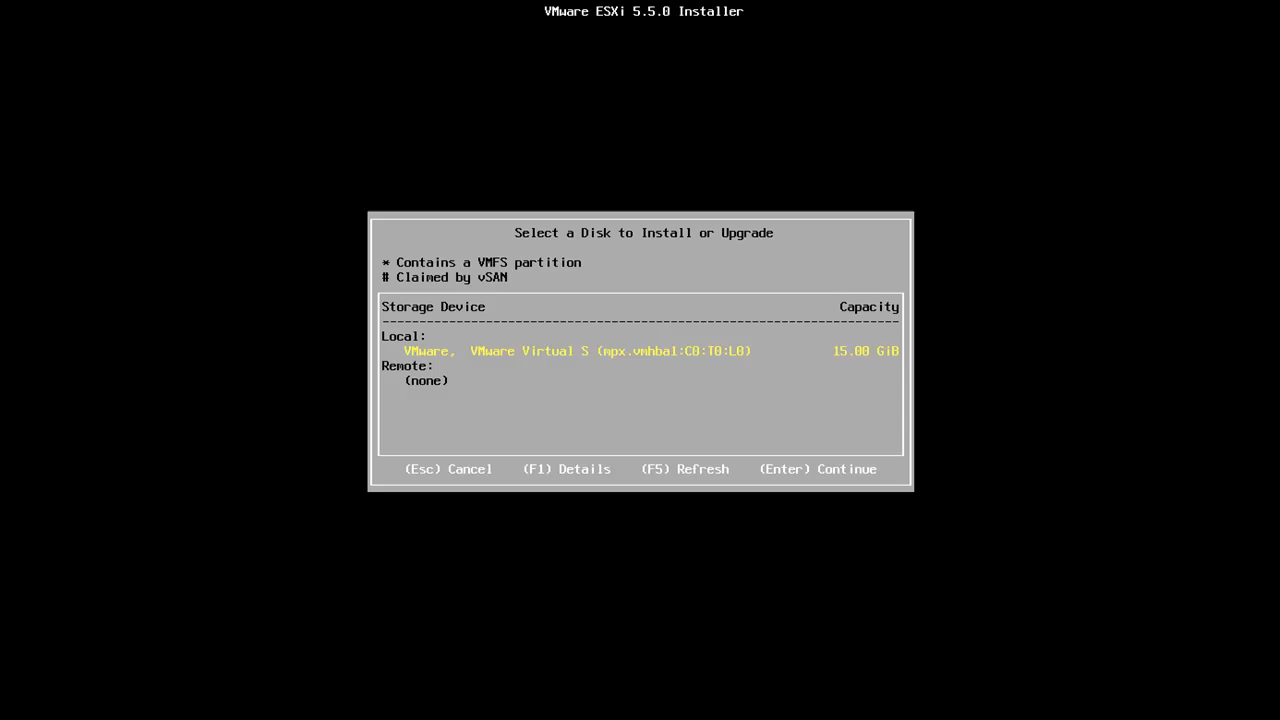 VMware ESXi 5.5.0 Installer
Select a Disk to Install or Upgrade
* Contains a VMFS partition
# Claimed by vSAN
Storage Device Capacity
--------------------------------------------------------------------------------
Local:
VMware,  VMware Virtual S (mpx.vmhba1:C0:T0:L0) 15.00 GiB
Remote:
(none)
(Esc) Cancel (F1) Details (F5) Refresh (Enter) Continue